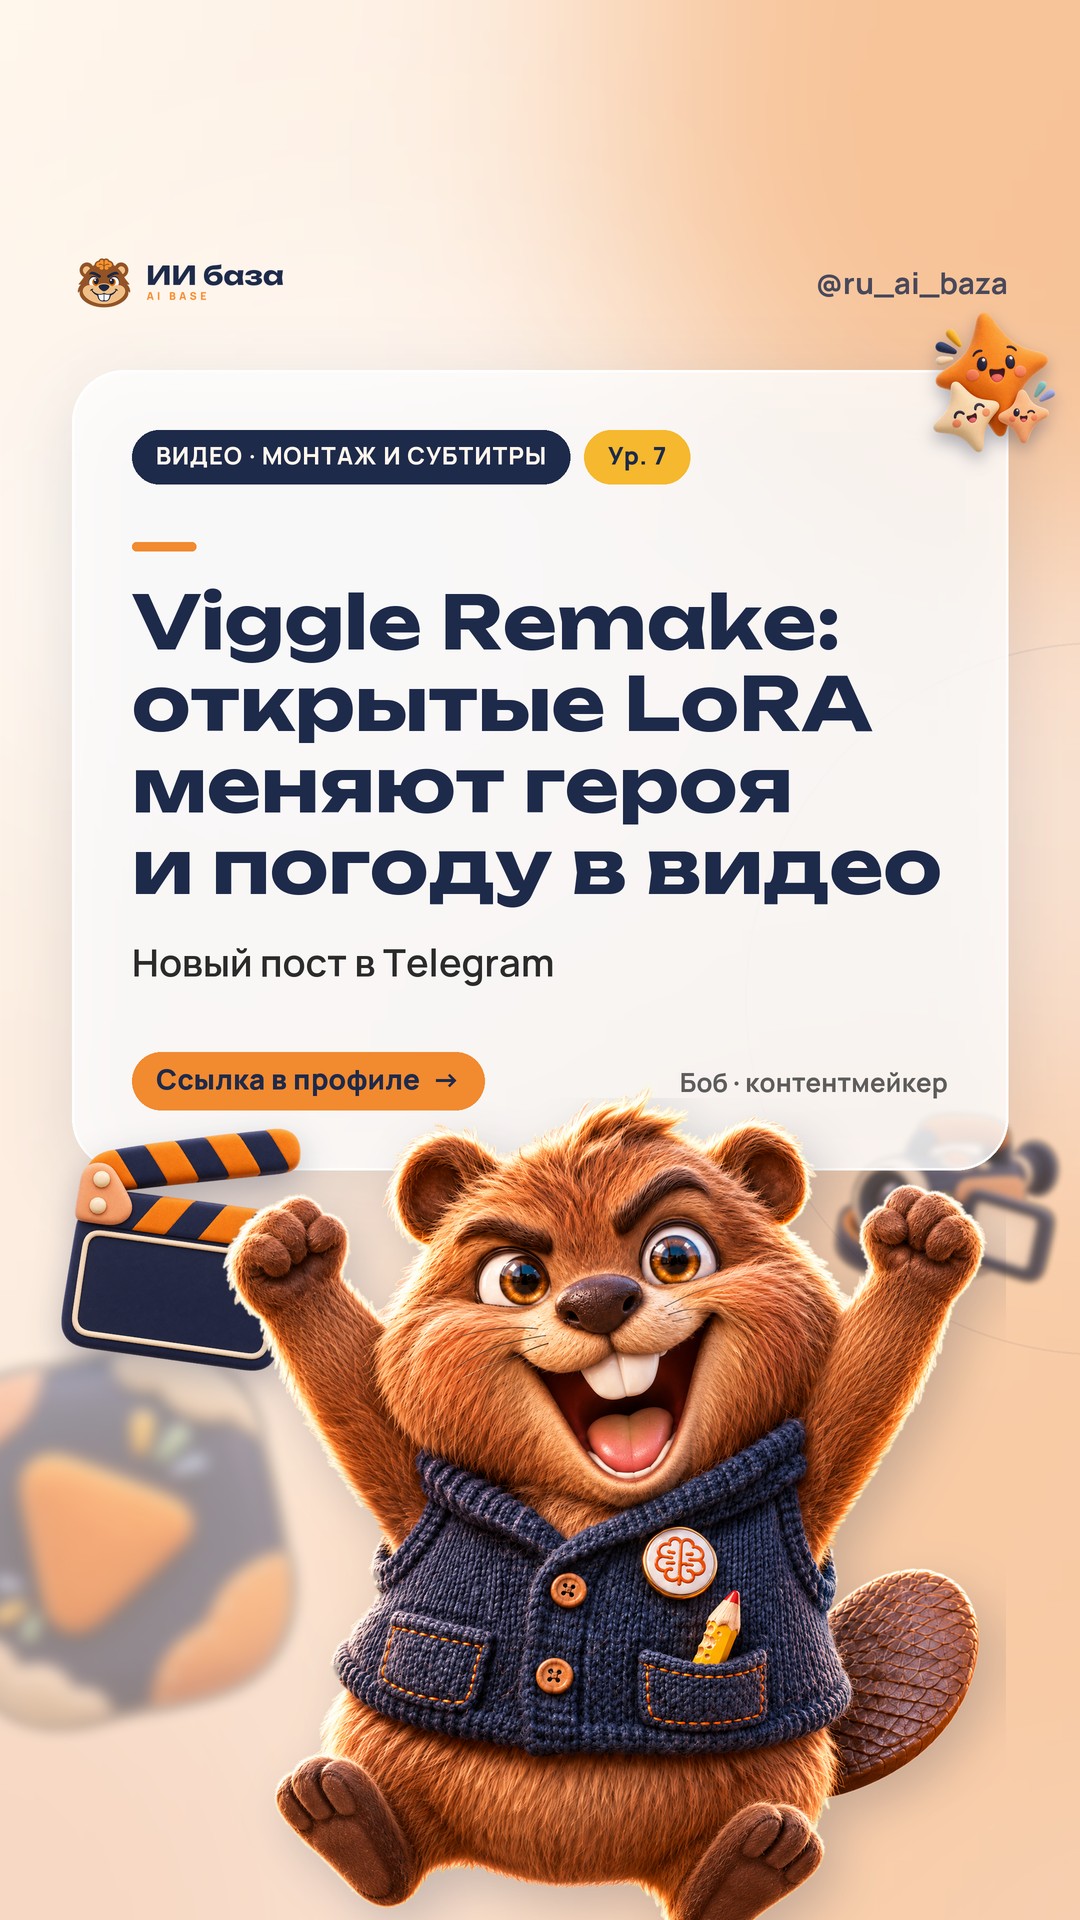 ИИ база
AI BASE
@ru_ai_baza
ВИДЕО · МОНТАЖ И СУБТИТРЫ
Ур. 7
Viggle Remake:
открытые LoRA
меняют героя
и погоду в видео
Новый пост в Telegram
Ссылка в профиле →
Боб · контентмейкер